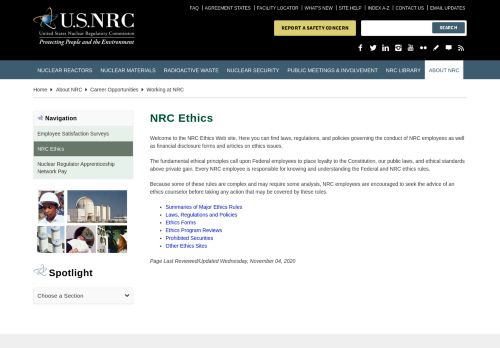 FAQ | AGREEMENT STATES | FACILITY LOCATOR | WHAT'S NEW | SITE HELP | INDEX A-Z | CONTACT US | EMAIL UPDATES
U.S.NRC
United States Nuclear Regulatory Commission
Protecting People and the Environment
REPORT A SAFETY CONCERN
SEARCH
NUCLEAR REACTORS NUCLEAR MATERIALS RADIOACTIVE WASTE NUCLEAR SECURITY PUBLIC MEETINGS & INVOLVEMENT NRC LIBRARY ABOUT NRC
Home About NRC Career Opportunities Working at NRC
Navigation
Employee Satisfaction Surveys
NRC Ethics
Nuclear Regulator Apprenticeship
Network Pay
Spotlight
Choose a Section
NRC Ethics
Welcome to the NRC Ethics Web site. Here you can find laws, regulations, and policies governing the conduct of NRC employees as well
as financial disclosure forms and articles on ethics issues.
The fundamental ethical principles call upon Federal employees to place loyalty to the Constitution, our public laws, and ethical standards
above private gain. Every NRC employee is responsible for knowing and understanding the Federal and NRC ethics rules.
Because some of these rules are complex and may require some analysis, NRC employees are encouraged to seek the advice of an
ethics counselor before taking any action that may be covered by these rules.
Summaries of Major Ethics Rules
Laws, Regulations and Policies
Ethics Forms
Ethics Program Reviews
Prohibited Securities
Other Ethics Sites
Page Last Reviewed/Updated Wednesday, November 04, 2020